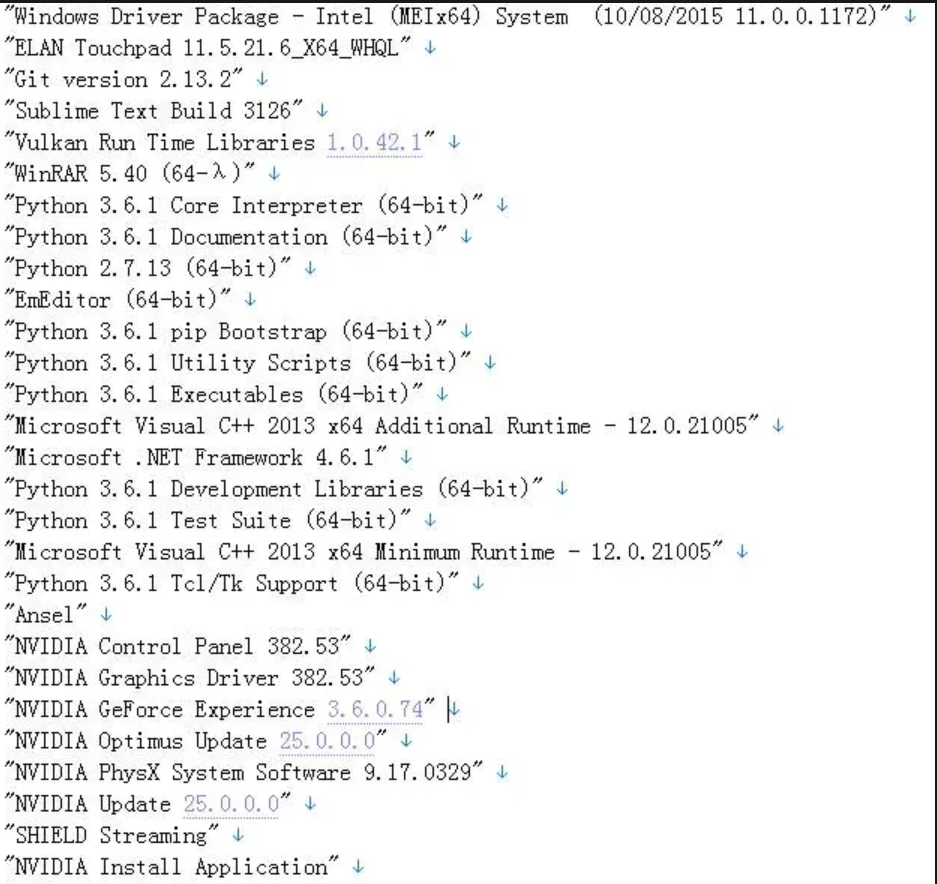 "Windows Driver Package - Intel (MEIx64) System  (10/08/2015 11.0.0.1172)" ↓
"ELAN Touchpad 11.5.21.6_X64_WHQL" ↓
"Git version 2.13.2" ↓
"Sublime Text Build 3126" ↓
"Vulkan Run Time Libraries 1.0.42.1" ↓
"WinRAR 5.40 (64-λ)" ↓
"Python 3.6.1 Core Interpreter (64-bit)" ↓
"Python 3.6.1 Documentation (64-bit)" ↓
"Python 2.7.13 (64-bit)" ↓
"EmEditor (64-bit)" ↓
"Python 3.6.1 pip Bootstrap (64-bit)" ↓
"Python 3.6.1 Utility Scripts (64-bit)" ↓
"Python 3.6.1 Executables (64-bit)" ↓
"Microsoft Visual C++ 2013 x64 Additional Runtime - 12.0.21005" ↓
"Microsoft .NET Framework 4.6.1" ↓
"Python 3.6.1 Development Libraries (64-bit)" ↓
"Python 3.6.1 Test Suite (64-bit)" ↓
"Microsoft Visual C++ 2013 x64 Minimum Runtime - 12.0.21005" ↓
"Python 3.6.1 Tcl/Tk Support (64-bit)" ↓
"Ansel" ↓
"NVIDIA Control Panel 382.53" ↓
"NVIDIA Graphics Driver 382.53" ↓
"NVIDIA GeForce Experience 3.6.0.74" ↓
"NVIDIA Optimus Update 25.0.0.0" ↓
"NVIDIA PhysX System Software 9.17.0329" ↓
"NVIDIA Update 25.0.0.0" ↓
"SHIELD Streaming" ↓
"NVIDIA Install Application" ↓